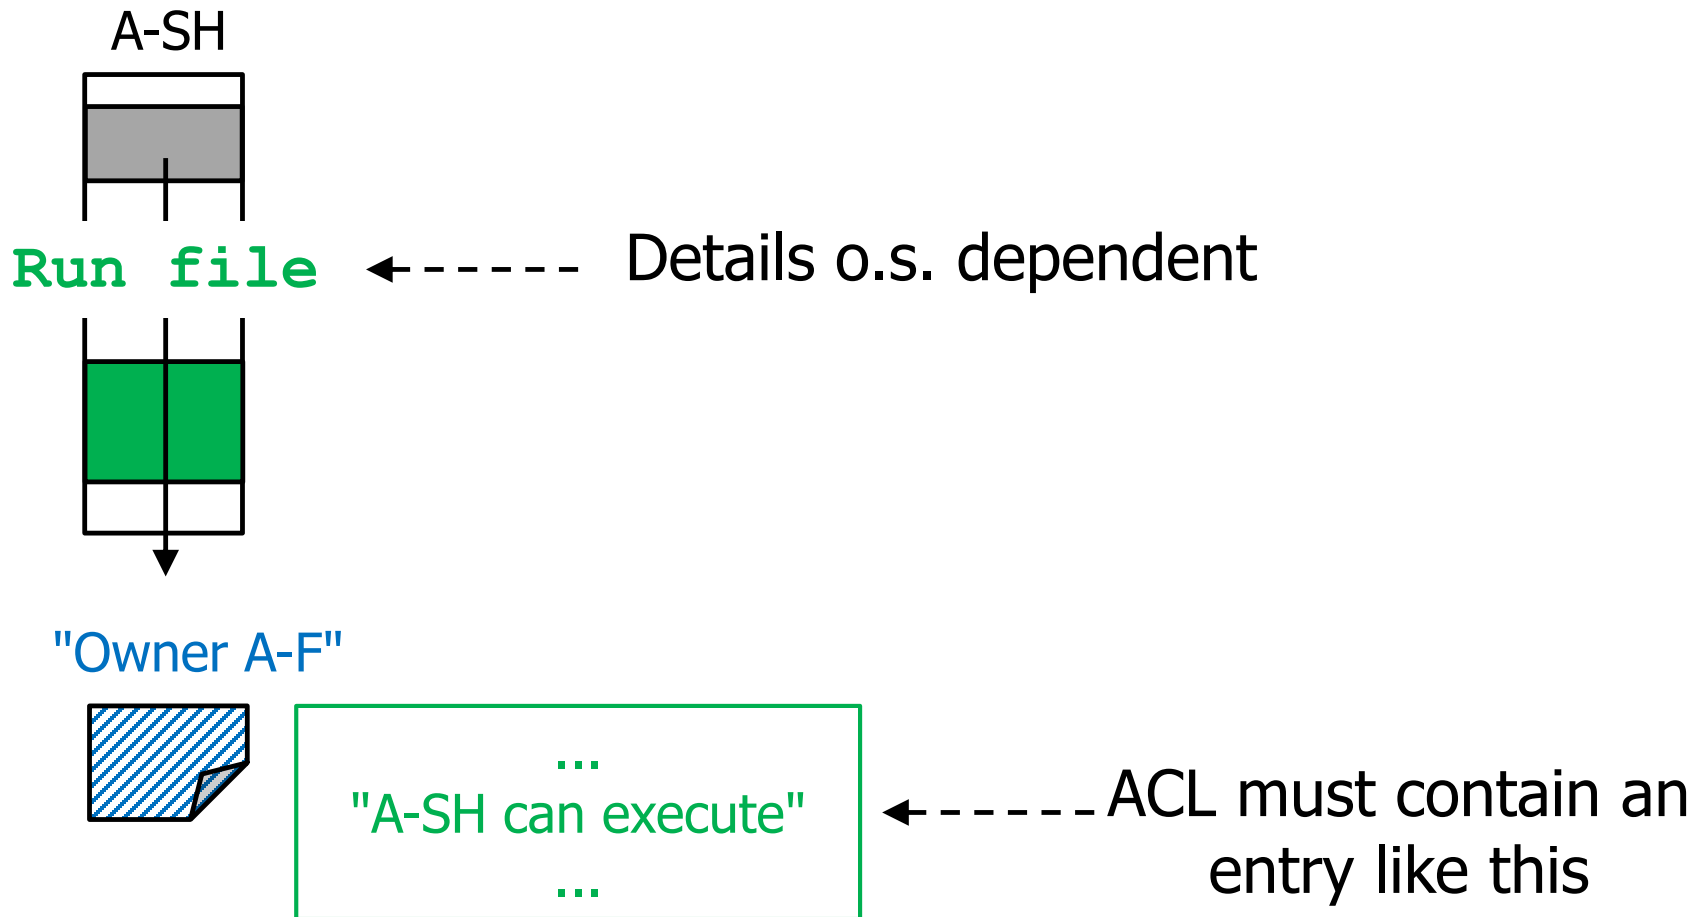 A-SH
Run file
Details o.s. dependent
"Owner A-F"
...
"A-SH can execute"
...
ACL must contain an
entry like this